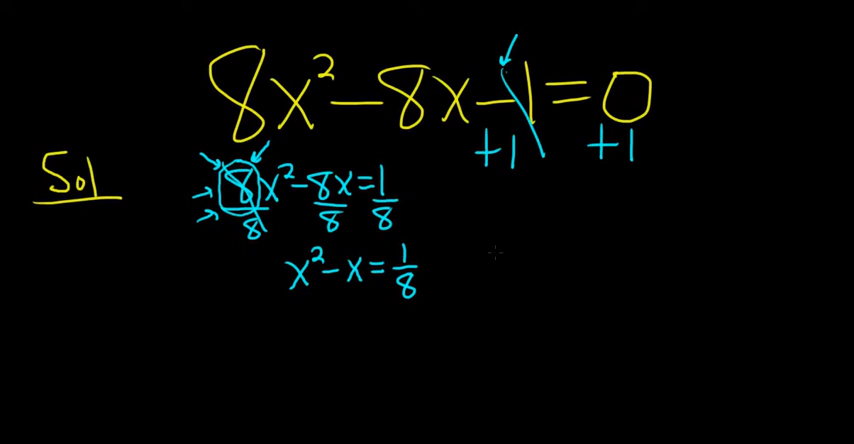 8x² - 8x - 1 = 0
+1 +1
Sol
8x² - 8x = 1
8 8 8
x² - x = 1/8